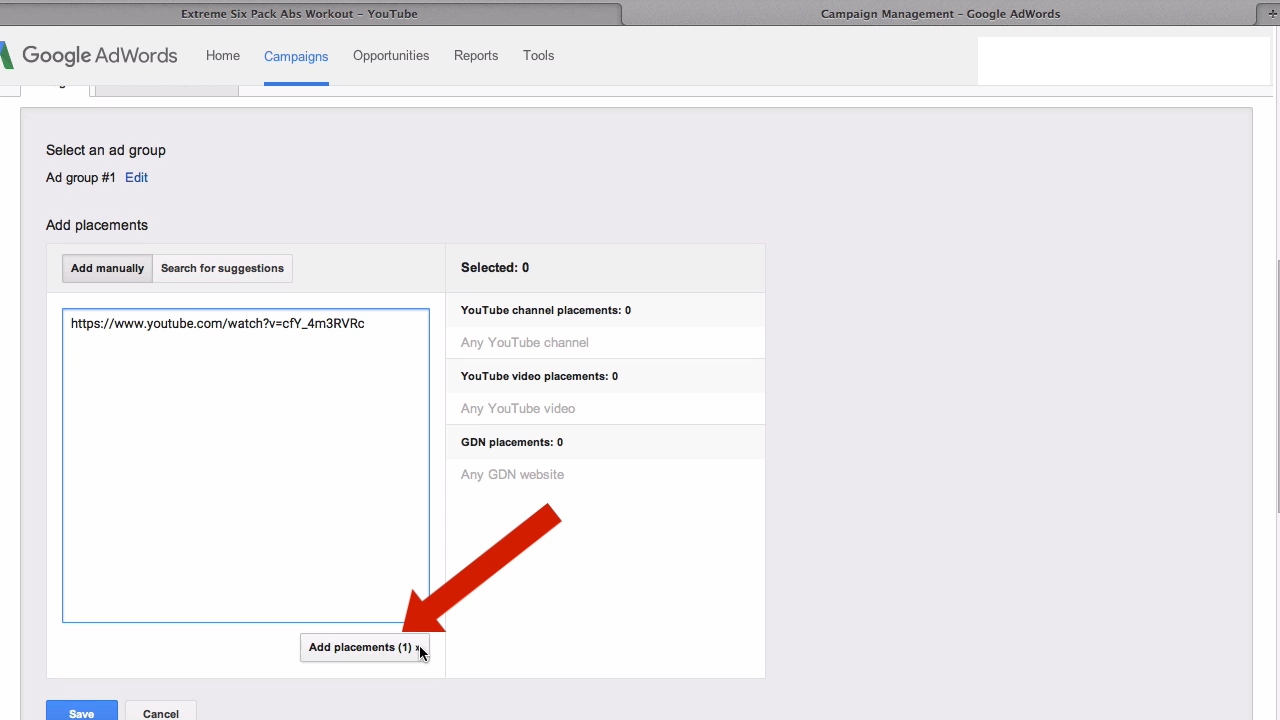 Extreme Six Pack Abs Workout – YouTube
Campaign Management – Google AdWords
+
Google AdWords
Home
Campaigns
Opportunities
Reports
Tools
Select an ad group
Ad group #1 Edit
Add placements
Add manually
Search for suggestions
Selected: 0
https://www.youtube.com/watch?v=cfY_4m3RVRc
YouTube channel placements: 0
Any YouTube channel
YouTube video placements: 0
Any YouTube video
GDN placements: 0
Any GDN website
Add placements (1) »
Save
Cancel